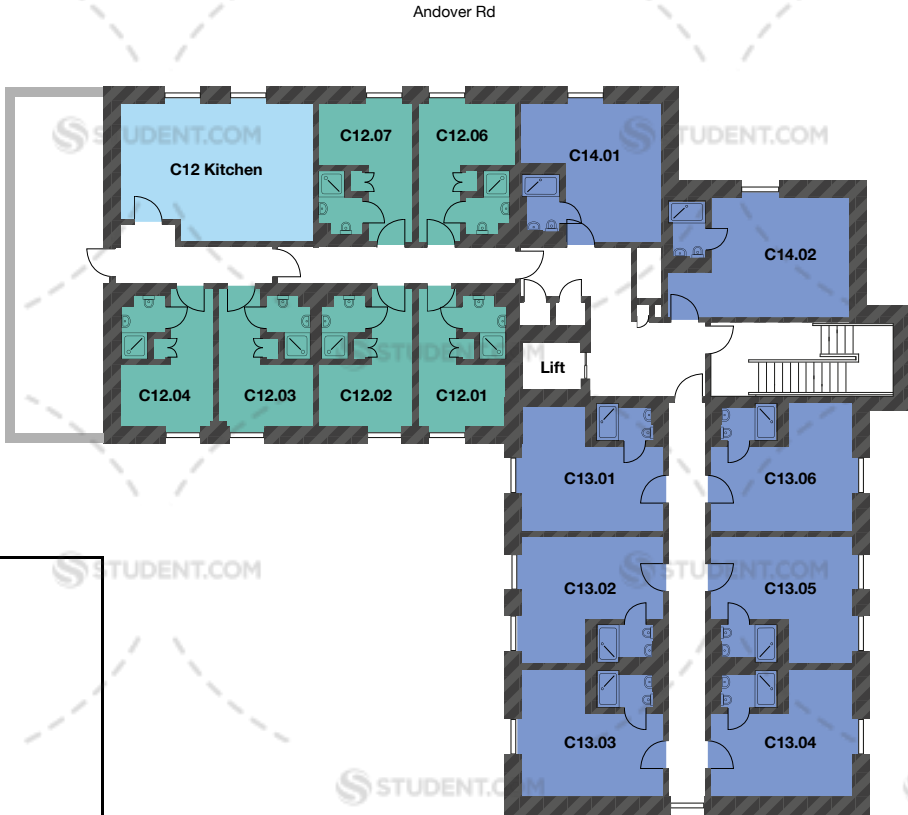 Andover Rd
STUDENT.COM
STUDENT.COM
C12 Kitchen
C12.07
C12.06
C14.01
C14.02
STUDENT.COM
C12.04
C12.03
C12.02
C12.01
Lift
C13.01
C13.06
STUDENT.COM
STUDENT.COM
C13.02
C13.05
C13.03
C13.04
STUDENT.COM